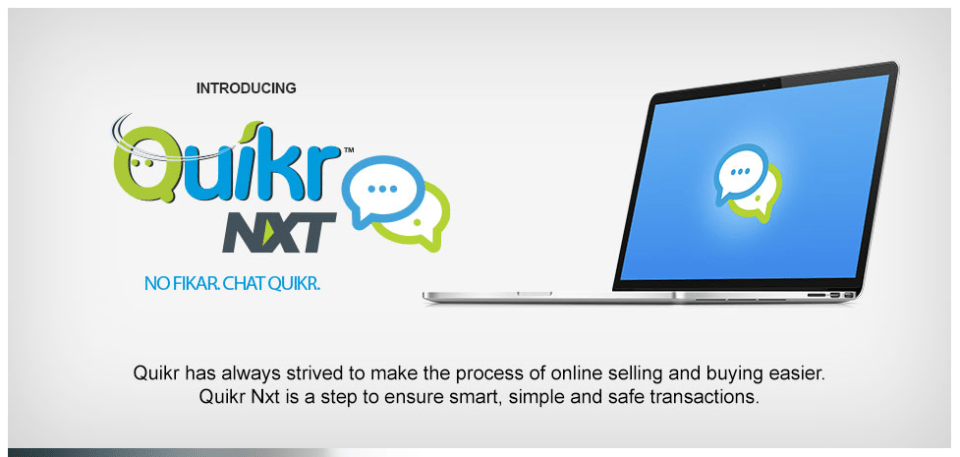 INTRODUCING
Quikr™
NXT
NO FIKAR. CHAT QUIKR.
Quikr has always strived to make the process of online selling and buying easier.
Quikr Nxt is a step to ensure smart, simple and safe transactions.